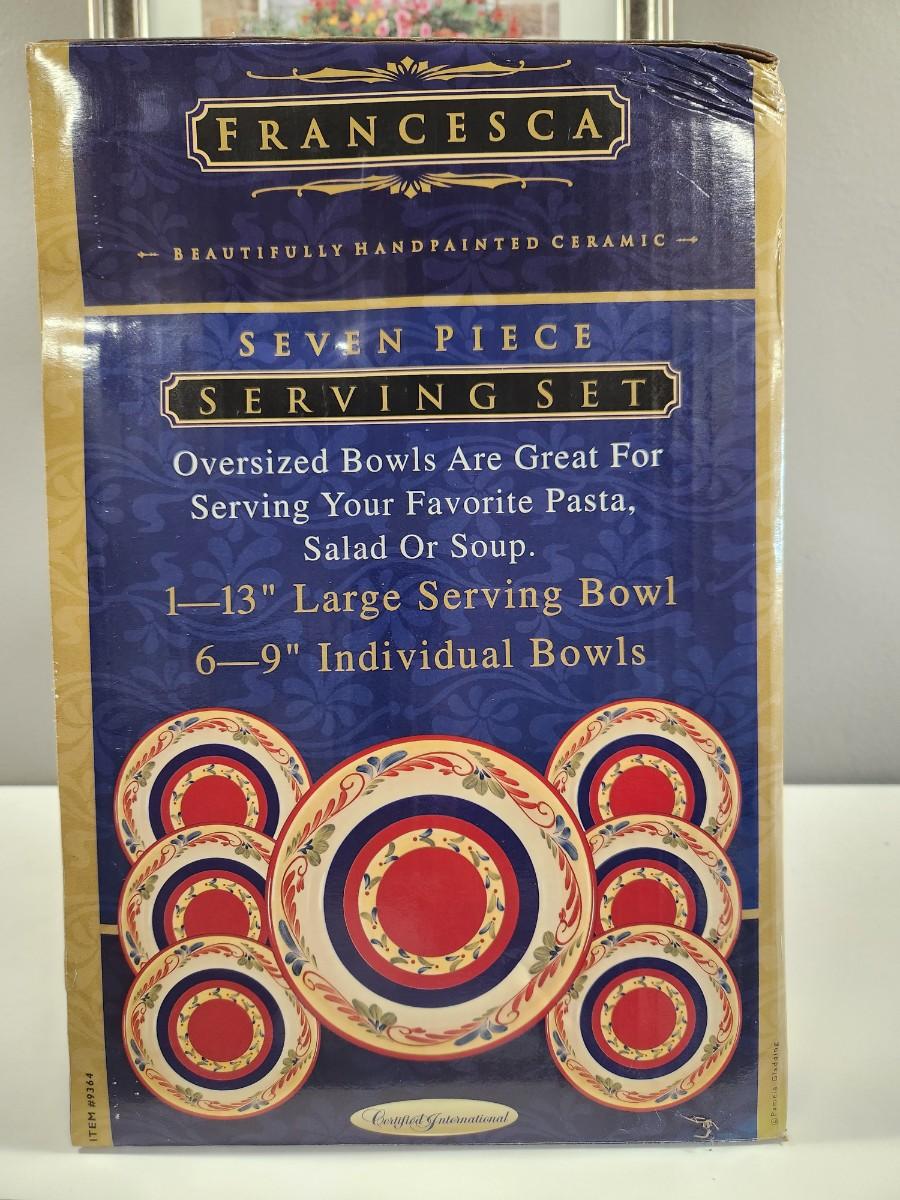 FRANCESCA
BEAUTIFULLY HANDPAINTED CERAMIC
SEVEN PIECE
SERVING SET
Oversized Bowls Are Great For
Serving Your Favorite Pasta,
Salad Or Soup.
1—13" Large Serving Bowl
6—9" Individual Bowls
Certified International
ITEM #9364
© Pamela Gladding